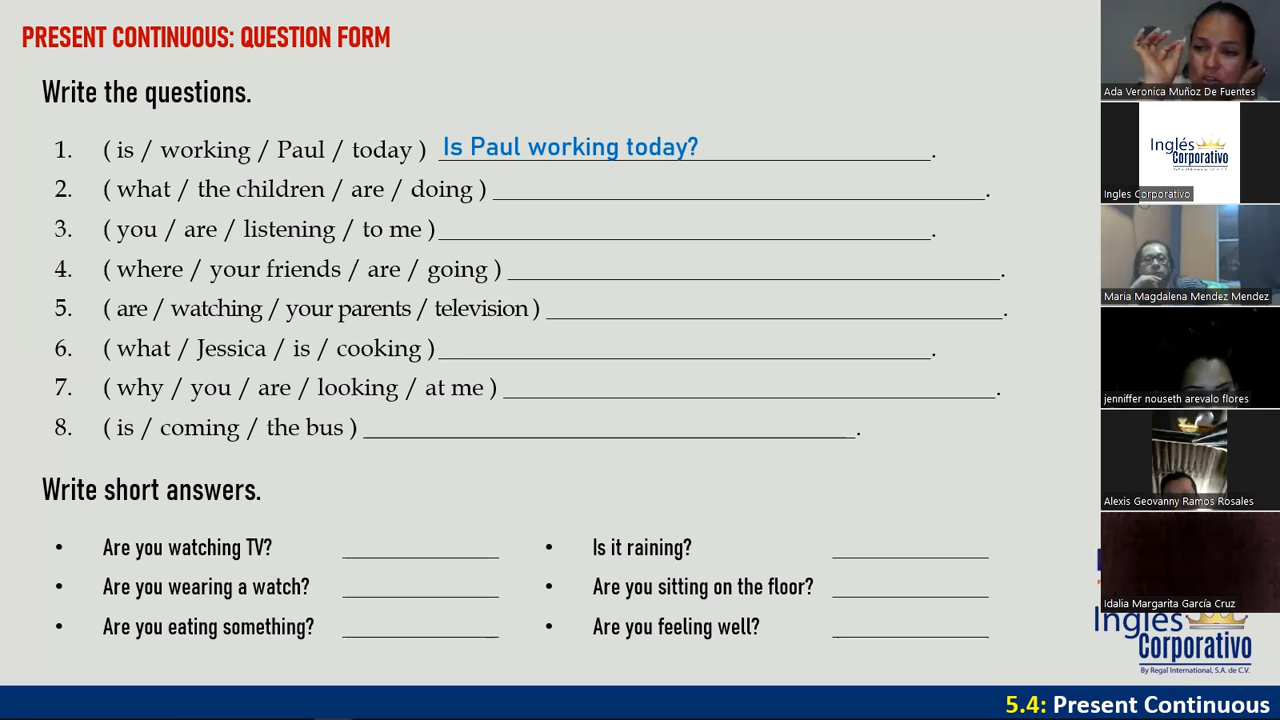 PRESENT CONTINUOUS: QUESTION FORM
Write the questions.
1. ( is / working / Paul / today ) Is Paul working today? .
2. ( what / the children / are / doing ) .
3. ( you / are / listening / to me ) .
4. ( where / your friends / are / going ) .
5. ( are / watching / your parents / television ) .
6. ( what / Jessica / is / cooking ) .
7. ( why / you / are / looking / at me ) .
8. ( is / coming / the bus ) .
Write short answers.
• Are you watching TV?
• Are you wearing a watch?
• Are you eating something?
• Is it raining?
• Are you sitting on the floor?
• Are you feeling well?
Ada Veronica Muñoz De Fuentes
Inglés
Corporativo
Ingles Corporativo
Maria Magdalena Mendez Mendez
jenniffer nouseth arevalo flores
Alexis Geovanny Ramos Rosales
Idalia Margarita García Cruz
Inglés
Corporativo
By Regal International, S.A. de C.V.
5.4: Present Continuous